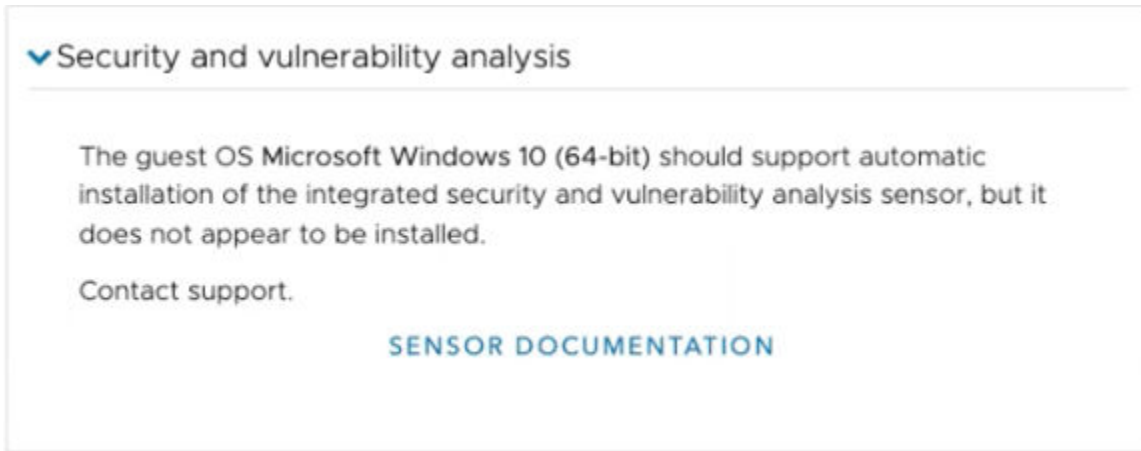 Security and vulnerability analysis
The guest OS Microsoft Windows 10 (64-bit) should support automatic
installation of the integrated security and vulnerability analysis sensor, but it
does not appear to be installed.
Contact support.
SENSOR DOCUMENTATION